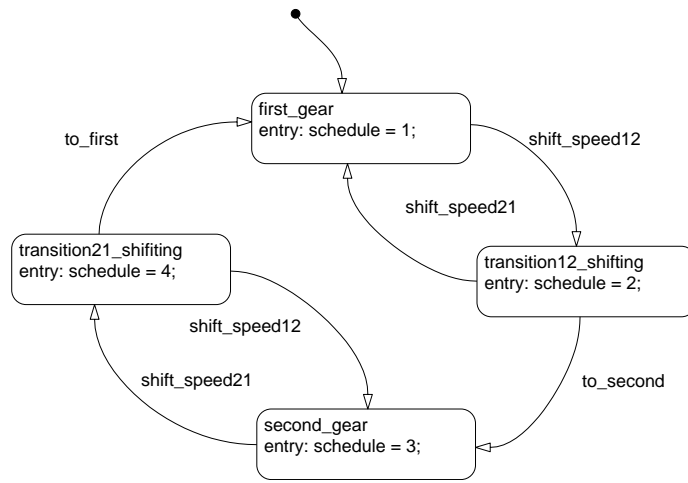 first_gear
entry: schedule = 1;
to_first
shift_speed12
shift_speed21
transition21_shifiting
entry: schedule = 4;
transition12_shifting
entry: schedule = 2;
shift_speed12
shift_speed21
to_second
second_gear
entry: schedule = 3;